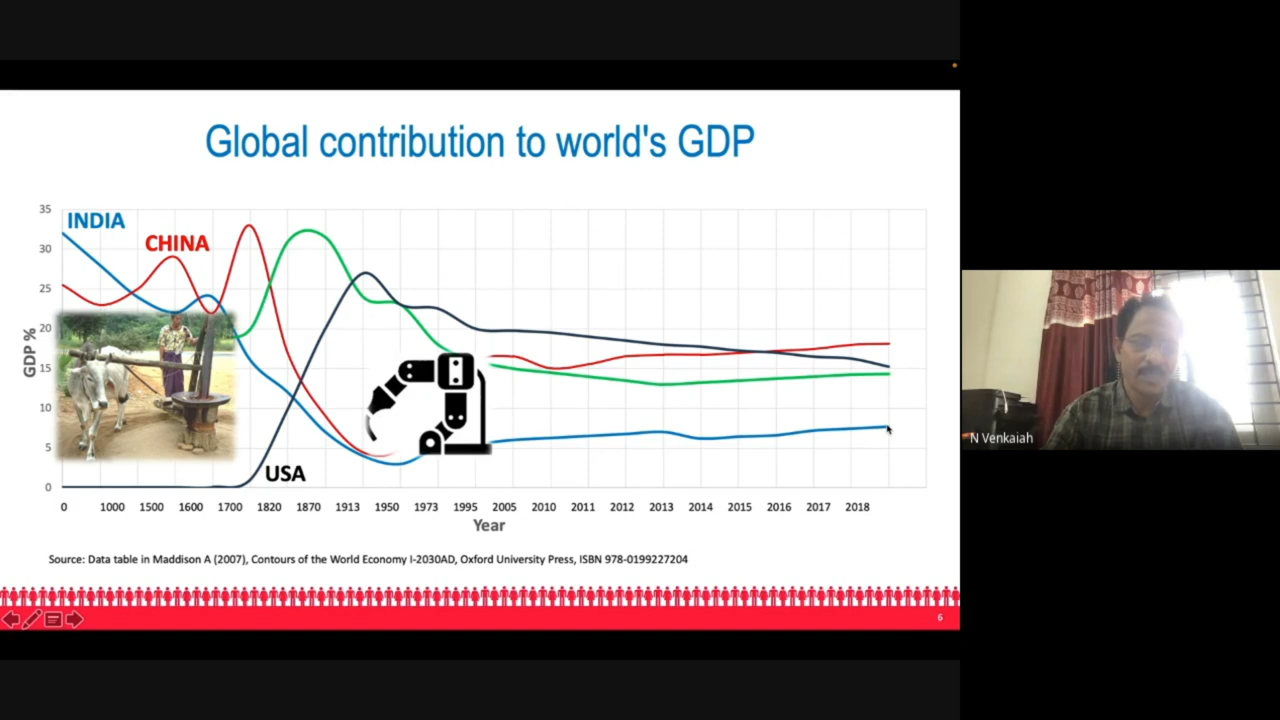 Global contribution to world's GDP
35
30
25
20
15
10
5
0
GDP %
INDIA
CHINA
USA
0 1000 1500 1600 1700 1820 1870 1913 1950 1973 1995 2005 2010 2011 2012 2013 2014 2015 2016 2017 2018
Year
Source: Data table in Maddison A (2007), Contours of the World Economy I-2030AD, Oxford University Press, ISBN 978-0199227204
6
N Venkaiah